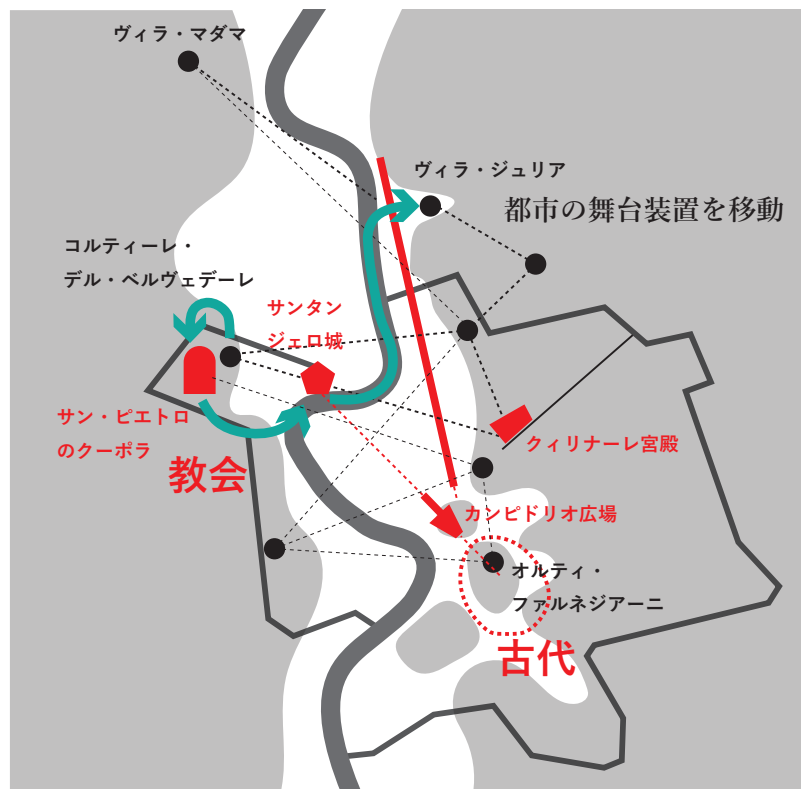 ヴィラ・マダマ
ヴィラ・ジュリア
都市の舞台装置を移動
コルティーレ・
デル・ベルヴェデーレ
サンタン
ジェロ城
サン・ピエトロ
のクーポラ
教会
クィリナーレ宮殿
カンピドリオ広場
オルティ・
ファルネジアーニ
古代